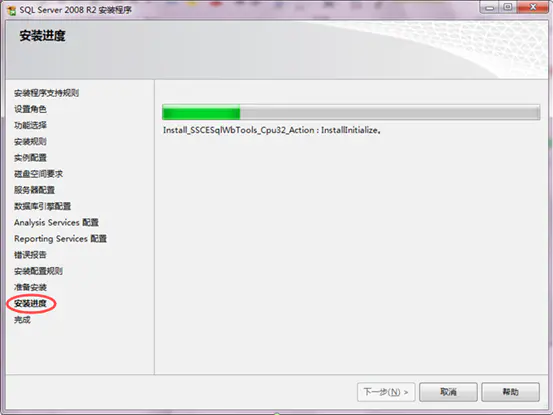 SQL Server 2008 R2 安装程序
安装进度
安装程序支持规则
设置角色
功能选择
安装规则
实例配置
磁盘空间要求
服务器配置
数据库引擎配置
Analysis Services 配置
Reporting Services 配置
错误报告
安装配置规则
准备安装
安装进度
完成
Install_SSCESqlWbTools_Cpu32_Action : InstallInitialize。
下一步(N) >
取消
帮助